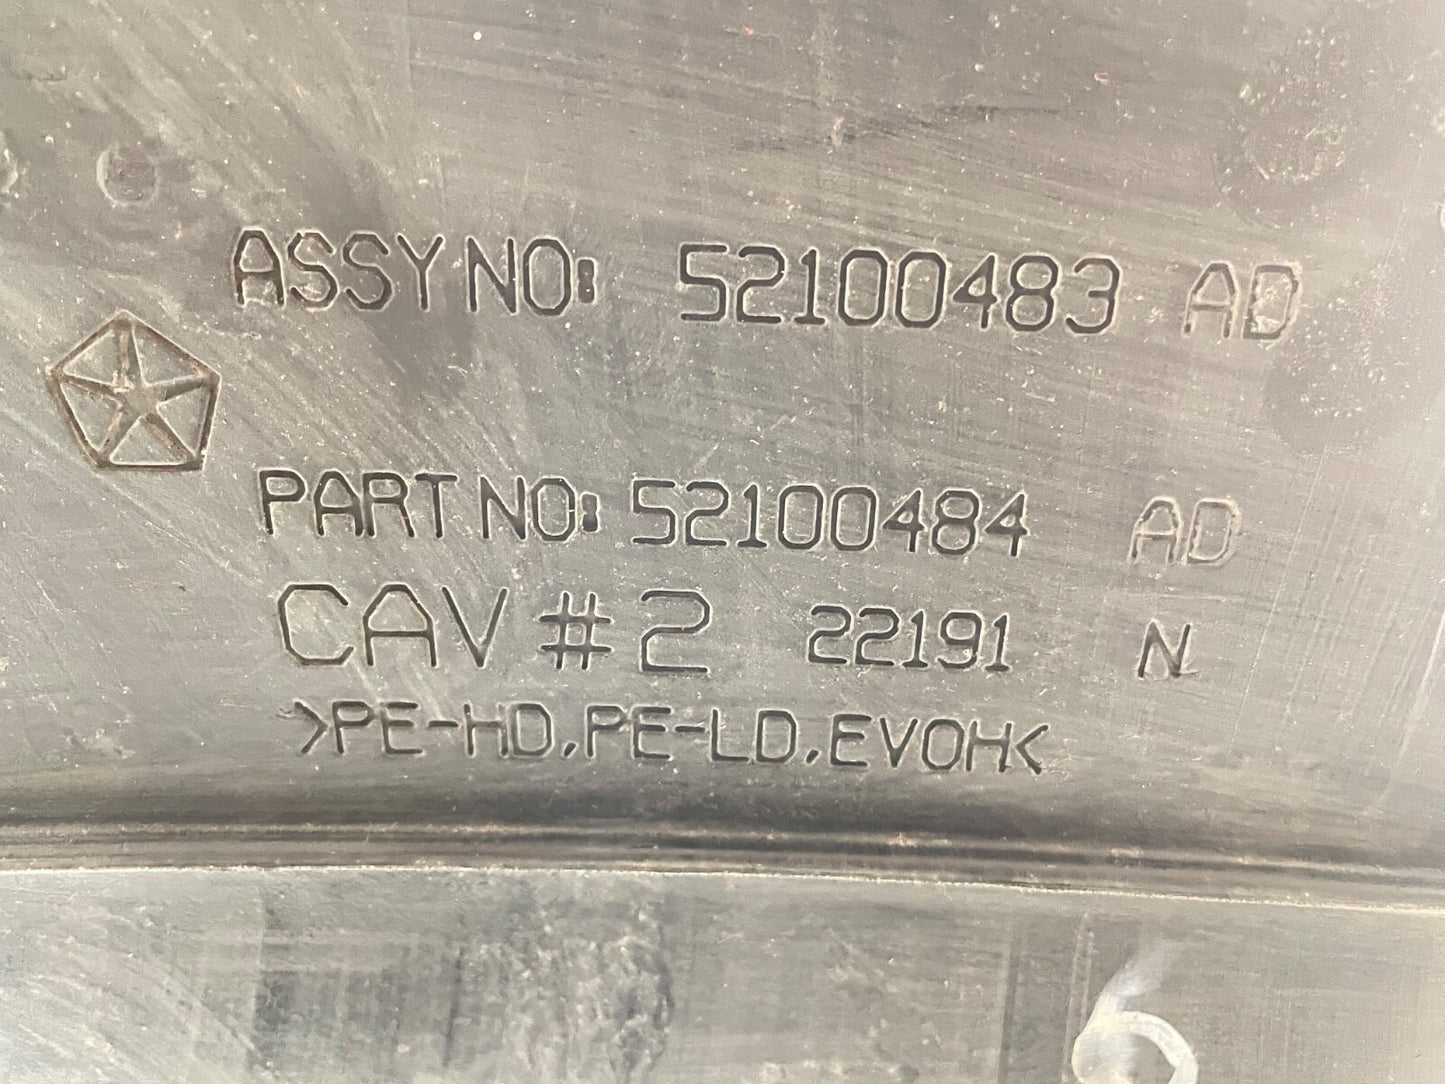 ASSY NO: 52100483 AD
PART NO: 52100484 AD
CAV #2 22191 N
>PE-HD,PE-LD,EVOH<